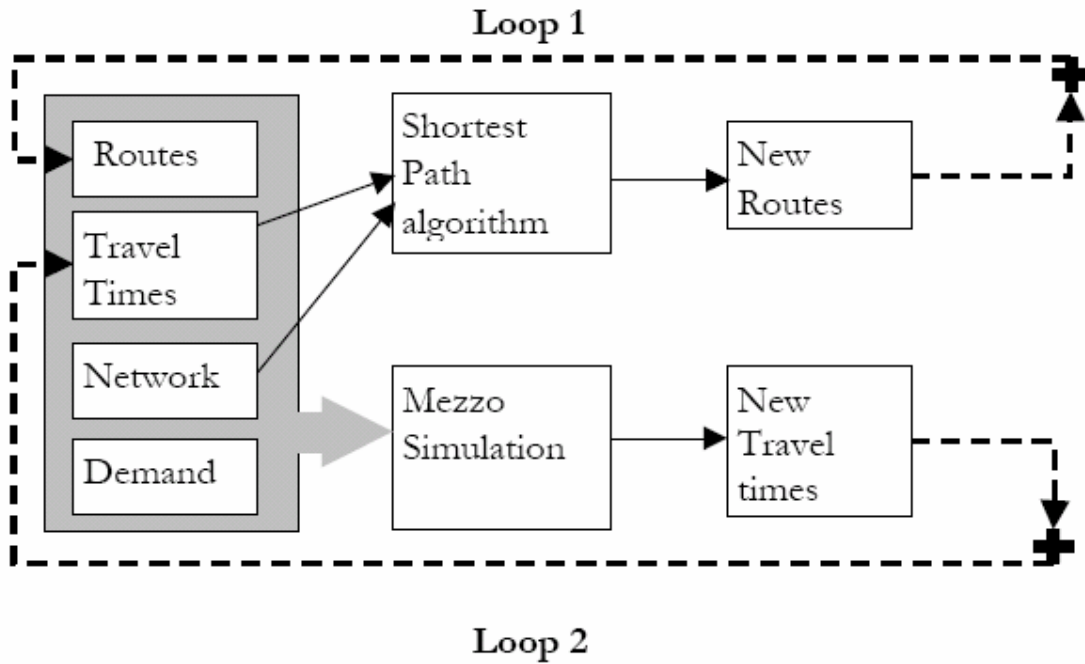 Loop 1
Routes
Travel
Times
Network
Demand
Shortest
Path
algorithm
New
Routes
Mezzo
Simulation
New
Travel
times
Loop 2